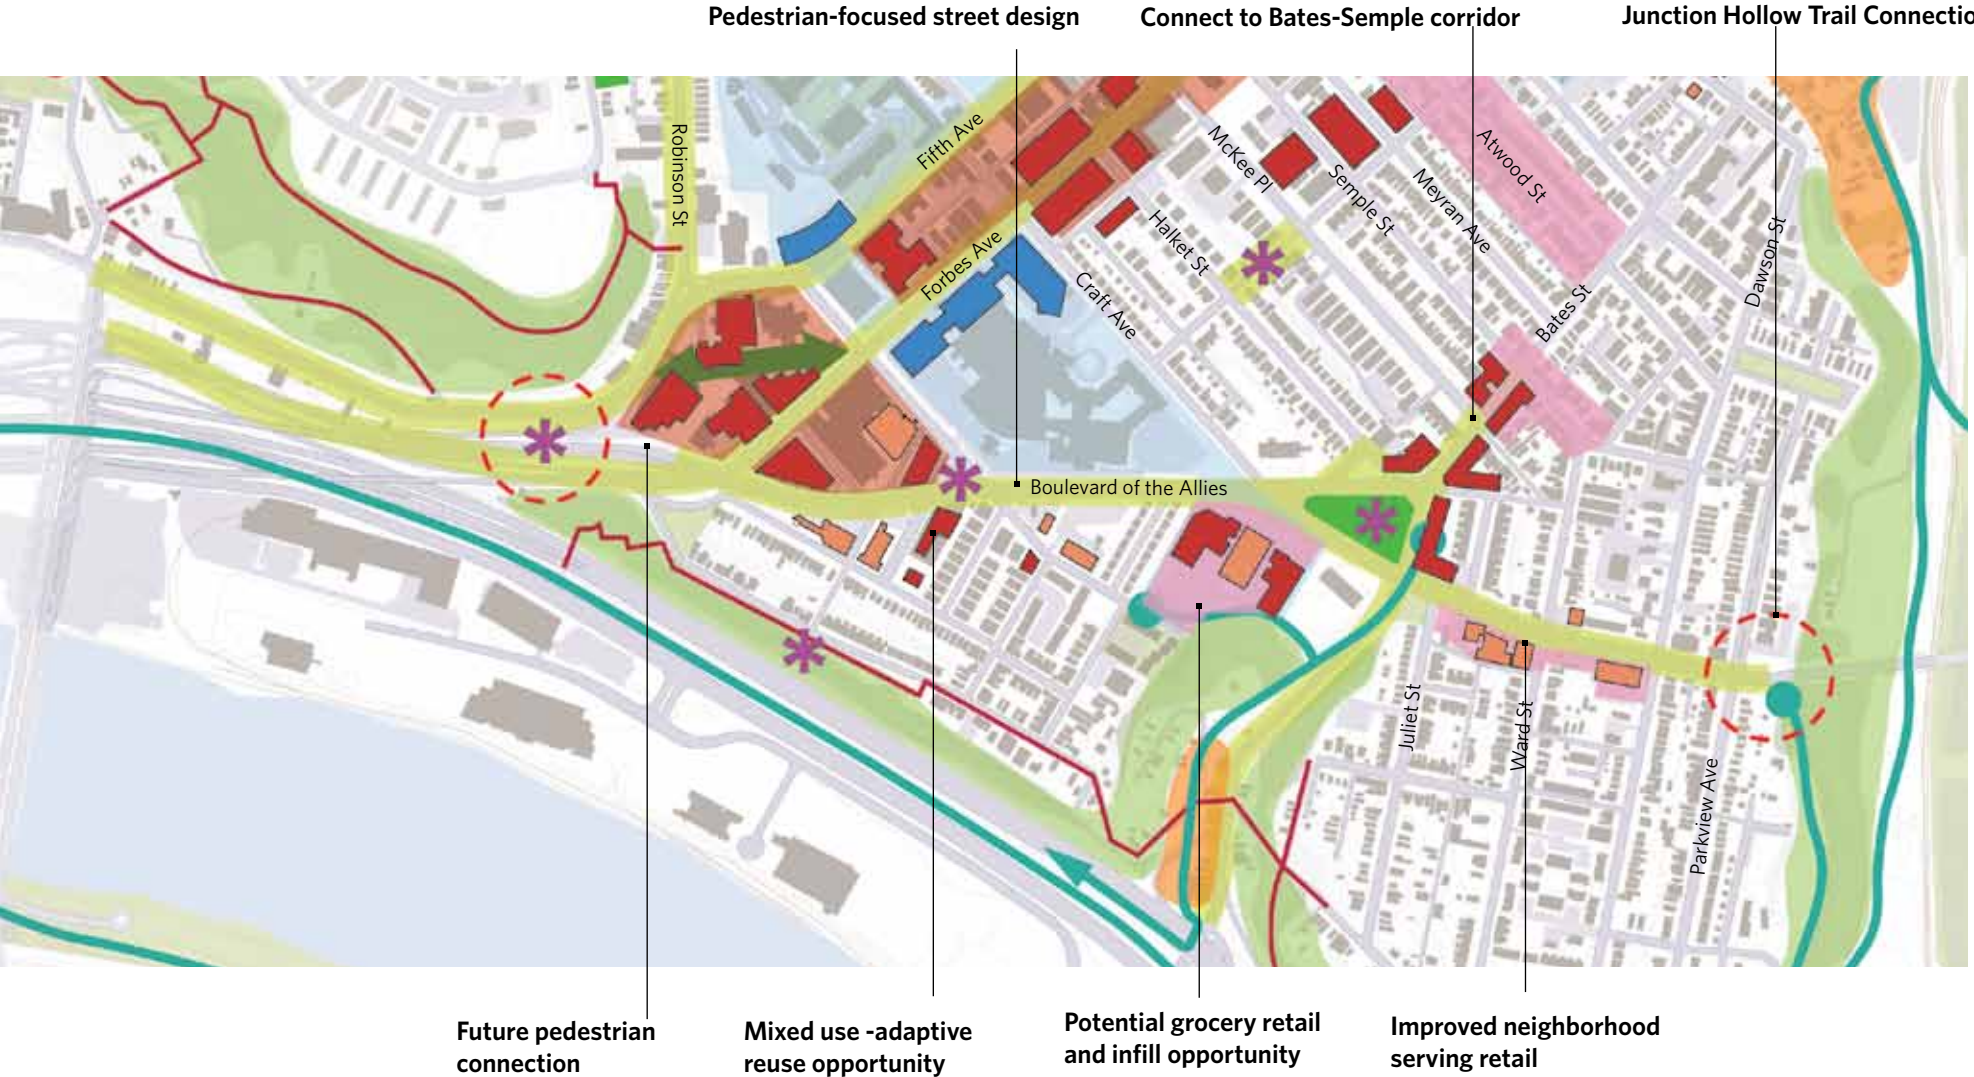 Pedestrian-focused street design
Connect to Bates-Semple corridor
Junction Hollow Trail Connectio
Robinson St
Fifth Ave
Forbes Ave
McKee Pl
Semple St
Meyran Ave
Atwood St
Halket St
Craft Ave
Bates St
Dawson St
Boulevard of the Allies
Juliet St
Ward St
Parkview Ave
Future pedestrian
connection
Mixed use -adaptive
reuse opportunity
Potential grocery retail
and infill opportunity
Improved neighborhood
serving retail